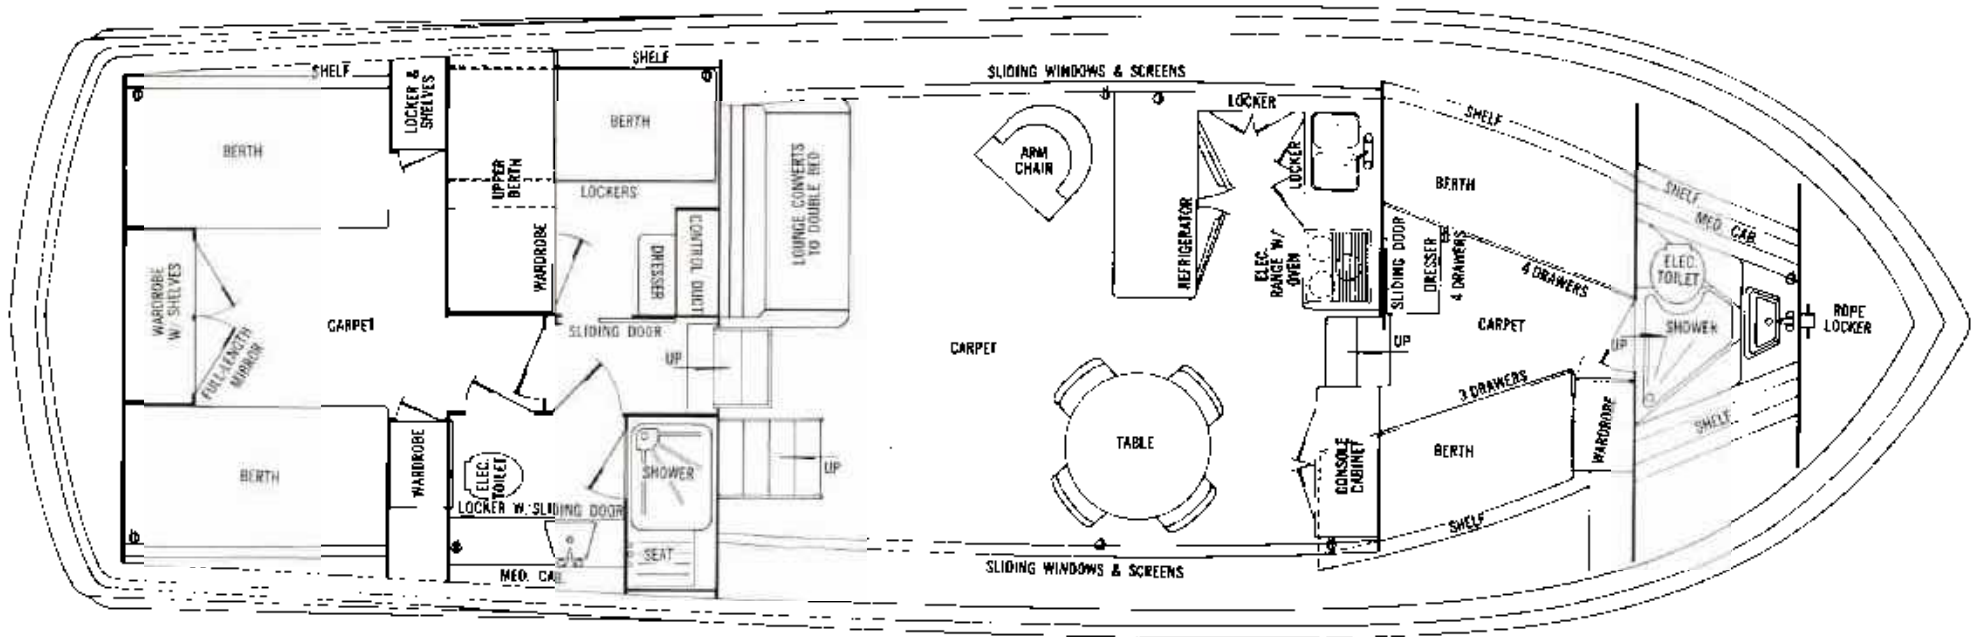 SHELF
BERTH
LOCKER &
SHELVES
UPPER
BERTH
SHELF
BERTH
LOCKERS
WARDROBE
DRESSER
CONTROL DUCT
LOUNGE CONVERTS
TO DOUBLE BED
WARDROBE
W/ SHELVES
FULL-LENGTH
MIRROR
CARPET
SLIDING DOOR
UP
BERTH
WARDROBE
ELEC.
TOILET
LOCKER W. SLIDING DOOR
MED. CAB.
SHOWER
SEAT
UP
SLIDING WINDOWS & SCREENS
ARM
CHAIR
LOCKER
LOCKER
REFRIGERATOR
ELEC.
RANGE W/
OVEN
CARPET
TABLE
CONSOLE
CABINET
UP
SLIDING WINDOWS & SCREENS
SHELF
BERTH
SLIDING DOOR
DRESSER
4 DRAWERS
4 DRAWERS
CARPET
3 DRAWERS
BERTH
WARDROBE
SHELF
SHELF
MED. CAB.
ELEC.
TOILET
UP
SHOWER
SHELF
ROPE
LOCKER